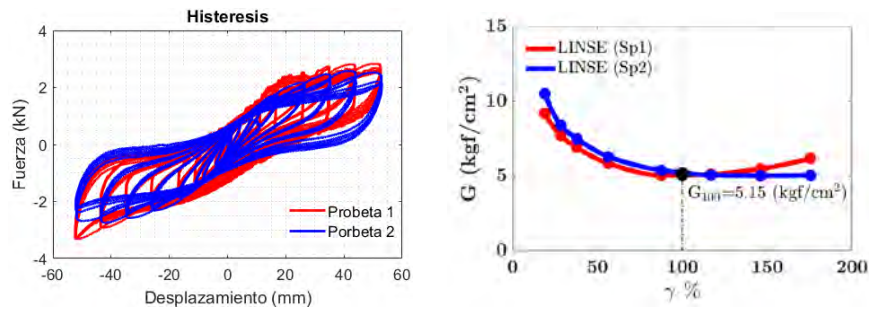 Histeresis
4
2
0
-2
-4
Fuerza (kN)
Probeta 1
Porbeta 2
-60 -40 -20 0 20 40 60
Desplazamiento (mm)
15
10
5
0
G (kgf/cm²)
LINSE (Sp1)
LINSE (Sp2)
G₁₀₀=5.15 (kgf/cm²)
0 50 100 150 200
γ %